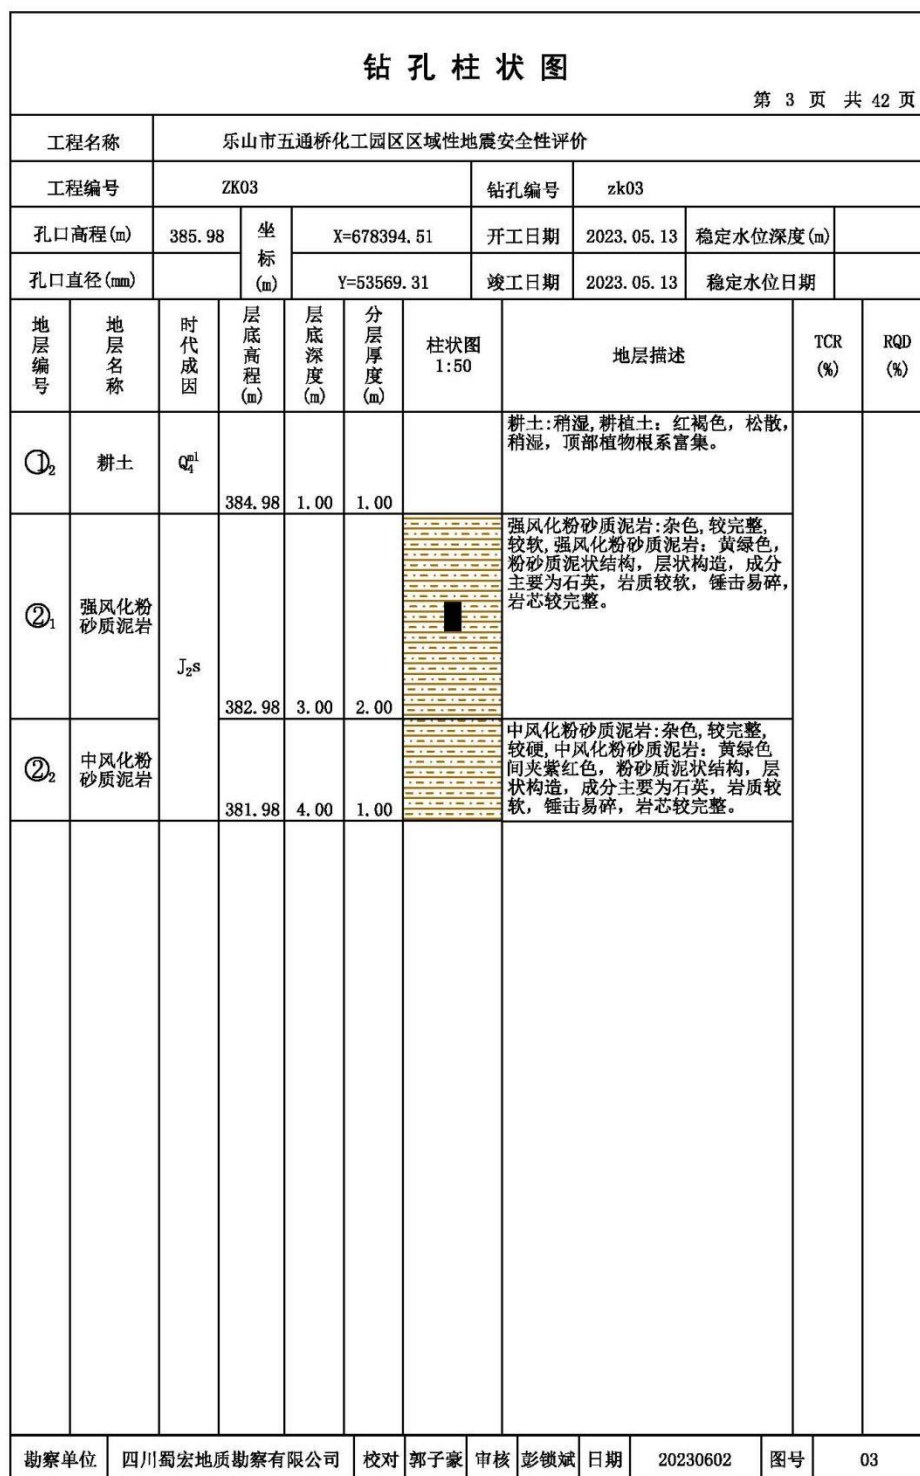 钻孔柱状图
第 3 页 共 42 页
工程名称 乐山市五通桥化工园区区域性地震安全性评价
工程编号 ZK03 钻孔编号 zk03
孔口高程(m) 385.98 坐标(m) X=678394.51 开工日期 2023.05.13 稳定水位深度(m)
孔口直径(mm) Y=53569.31 竣工日期 2023.05.13 稳定水位日期
地层编号 地层名称 时代成因 层底高程(m) 层底深度(m) 分层厚度(m) 柱状图 1:50 地层描述 TCR (%) RQD (%)
①2 耕土 Q4ml 384.98 1.00 1.00
耕土:稍湿,耕植土：红褐色，松散，
稍湿，顶部植物根系富集。
②1 强风化粉砂质泥岩 J2s 382.98 3.00 2.00
强风化粉砂质泥岩:杂色,较完整,
较软,强风化粉砂质泥岩：黄绿色，
粉砂质泥状结构，层状构造，成分
主要为石英，岩质较软，锤击易碎，
岩芯较完整。
②2 中风化粉砂质泥岩 381.98 4.00 1.00
中风化粉砂质泥岩:杂色,较完整,
较硬,中风化粉砂质泥岩：黄绿色
间夹紫红色，粉砂质泥状结构，层
状构造，成分主要为石英，岩质较
软，锤击易碎，岩芯较完整。
勘察单位 四川蜀宏地质勘察有限公司 校对 郭子豪 审核 彭锁斌 日期 20230602 图号 03